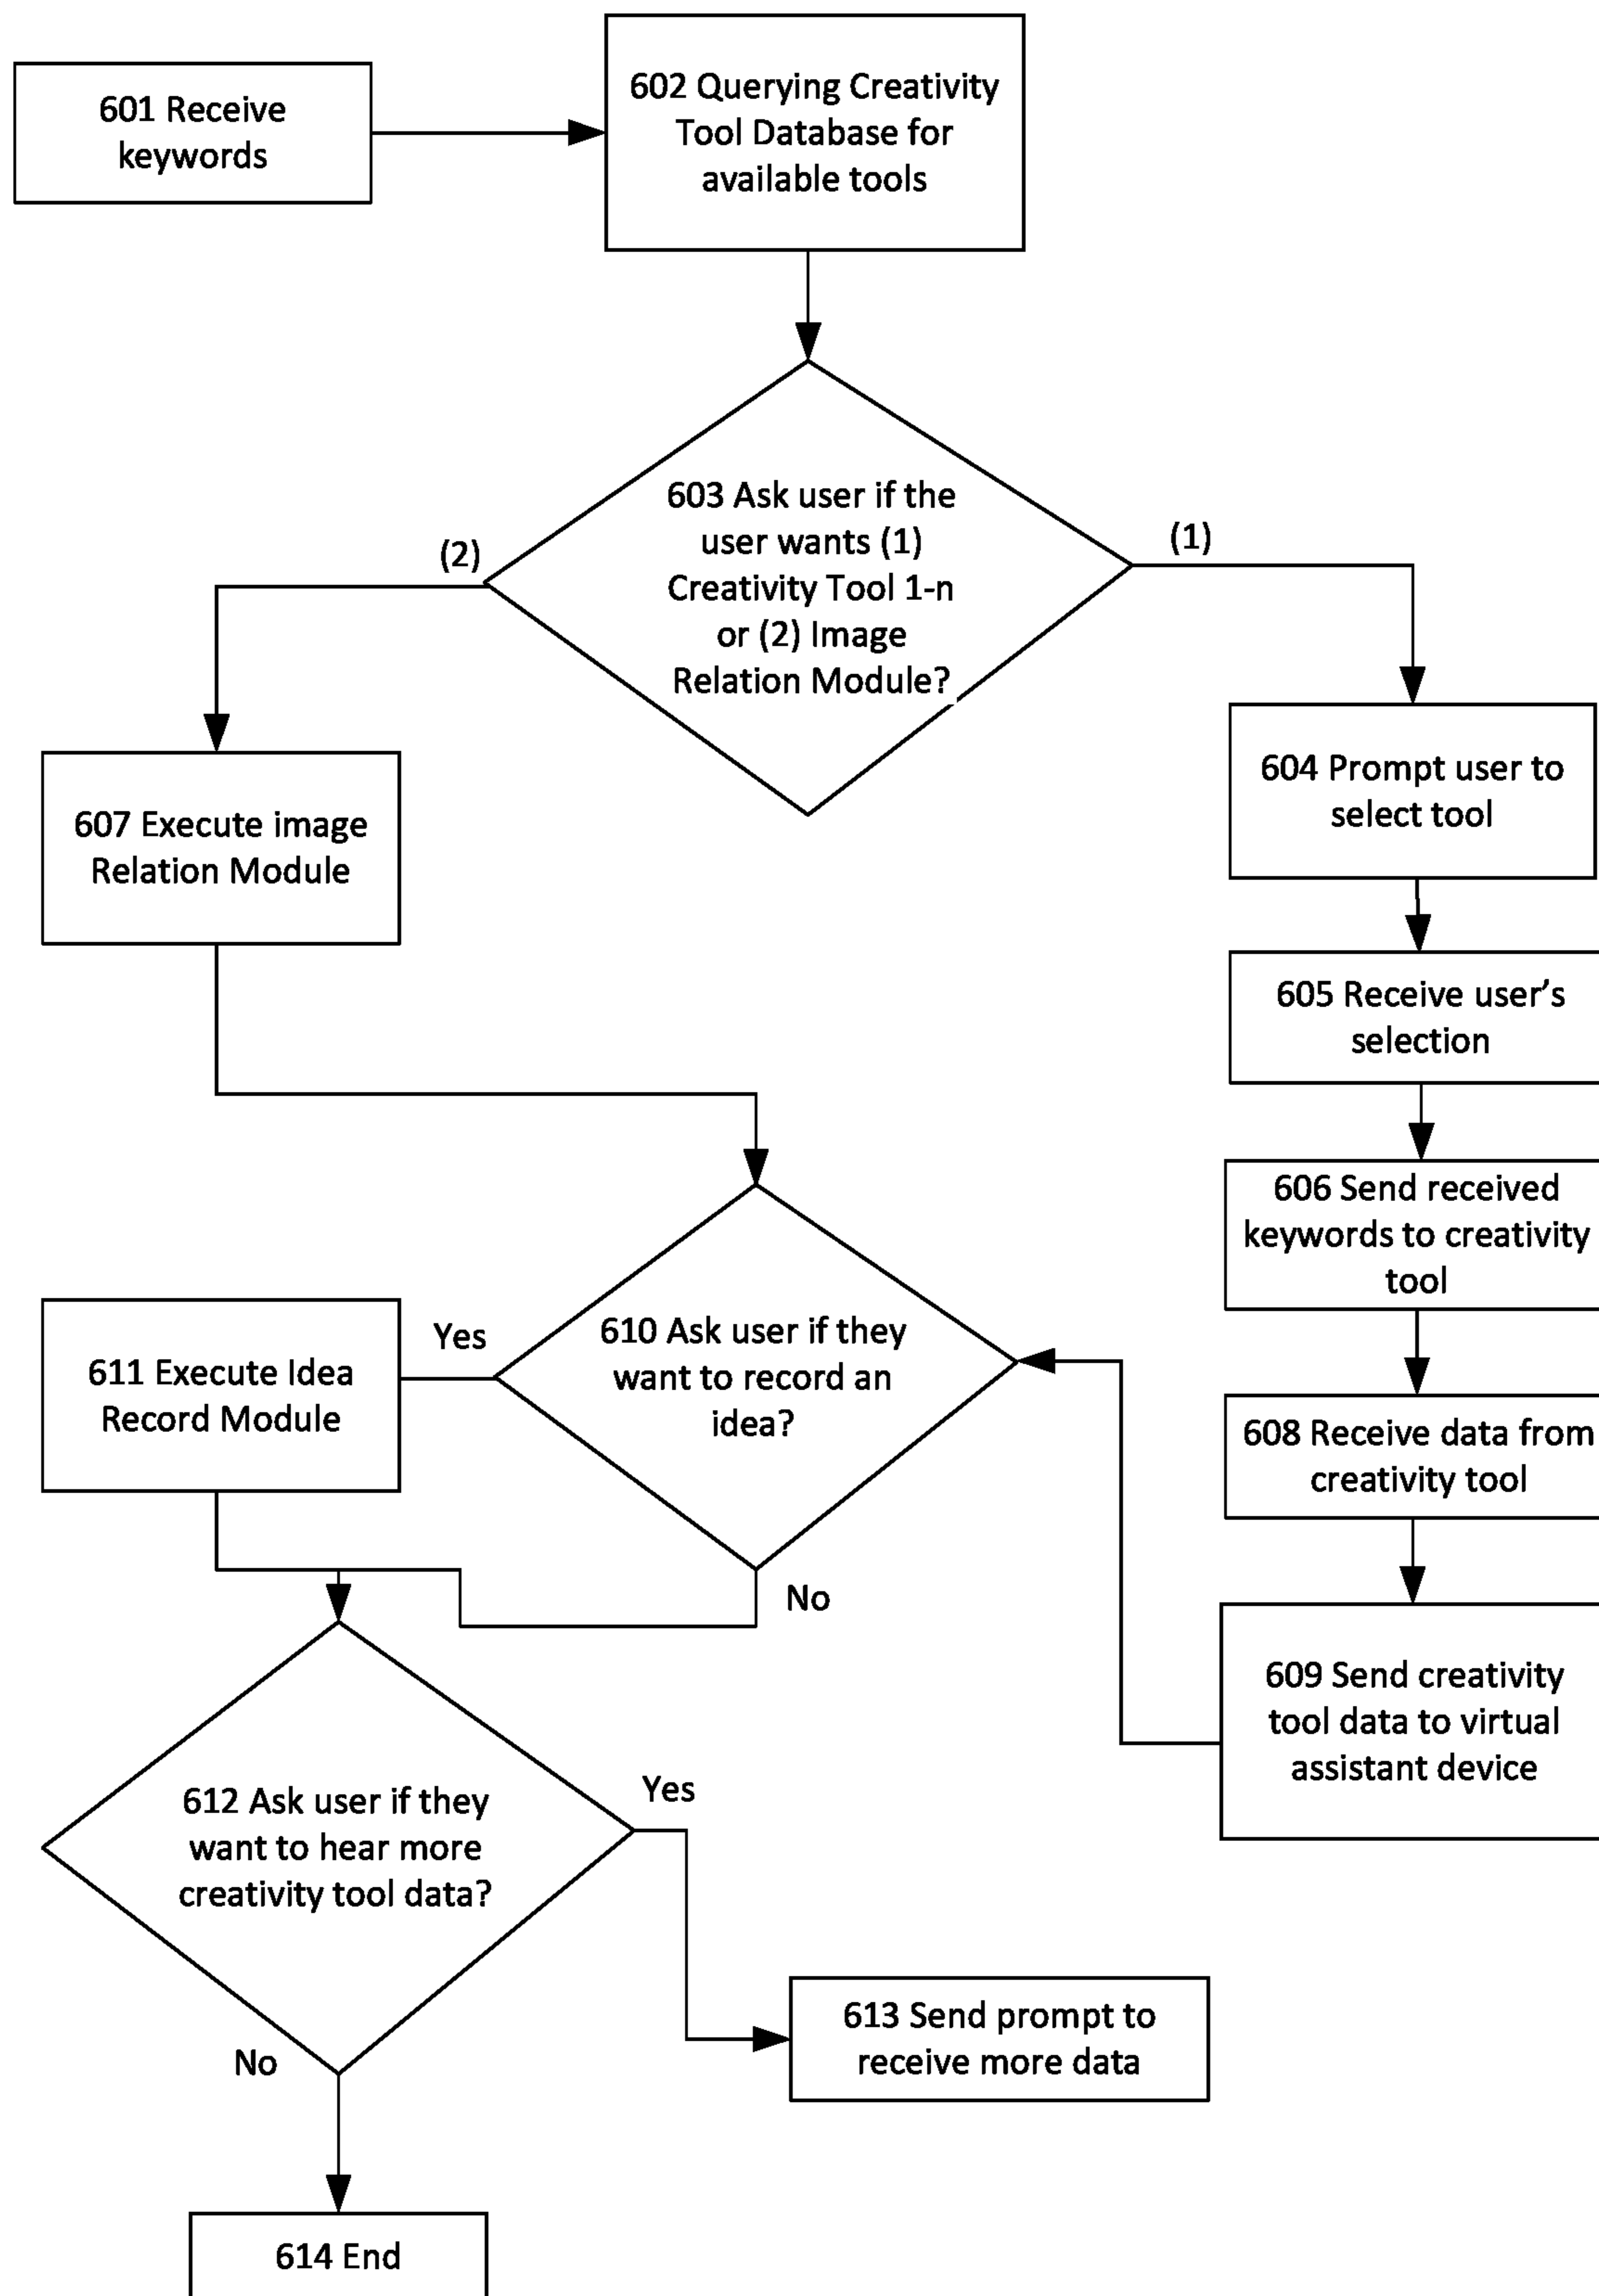 601 Receive
keywords
602 Querying Creativity
Tool Database for
available tools
603 Ask user if the
user wants (1)
Creativity Tool 1-n
or (2) Image
Relation Module?
(2)
(1)
604 Prompt user to
select tool
607 Execute image
Relation Module
605 Receive user’s
selection
606 Send received
keywords to creativity
tool
608 Receive data from
creativity tool
609 Send creativity
tool data to virtual
assistant device
610 Ask user if they
want to record an
idea?
Yes
611 Execute Idea
Record Module
No
612 Ask user if they
want to hear more
creativity tool data?
Yes
613 Send prompt to
receive more data
No
614 End